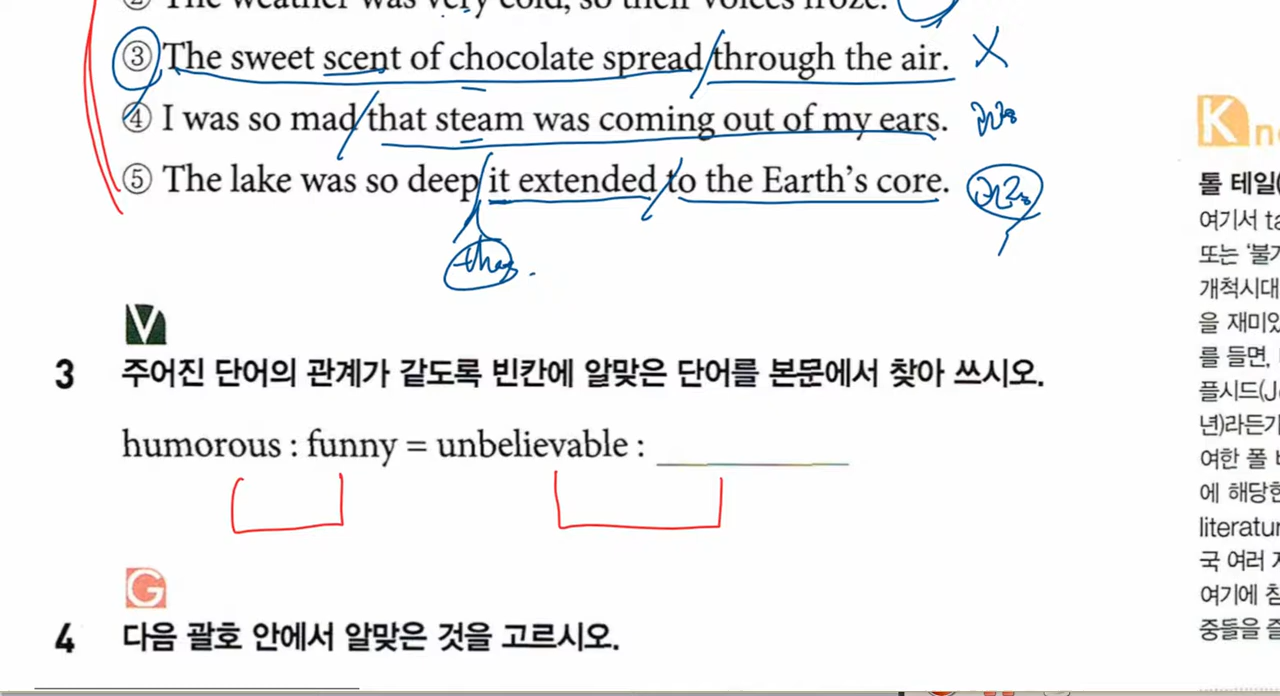 ② The weather was very cold, so their voices froze.
③ The sweet scent of chocolate spread through the air. X
④ I was so mad that steam was coming out of my ears.
⑤ The lake was so deep it extended to the Earth's core.
that
V
3 주어진 단어의 관계가 같도록 빈칸에 알맞은 단어를 본문에서 찾아 쓰시오.
humorous : funny = unbelievable :
G
4 다음 괄호 안에서 알맞은 것을 고르시오.
K
톨 테일(
여기서 ta
또는 '불가
개척시대
을 재미있
를 들면,
플시드(Jo
년)라든기
여한 폴
에 해당한
literatur
국 여러
여기에 참
중들을 즐